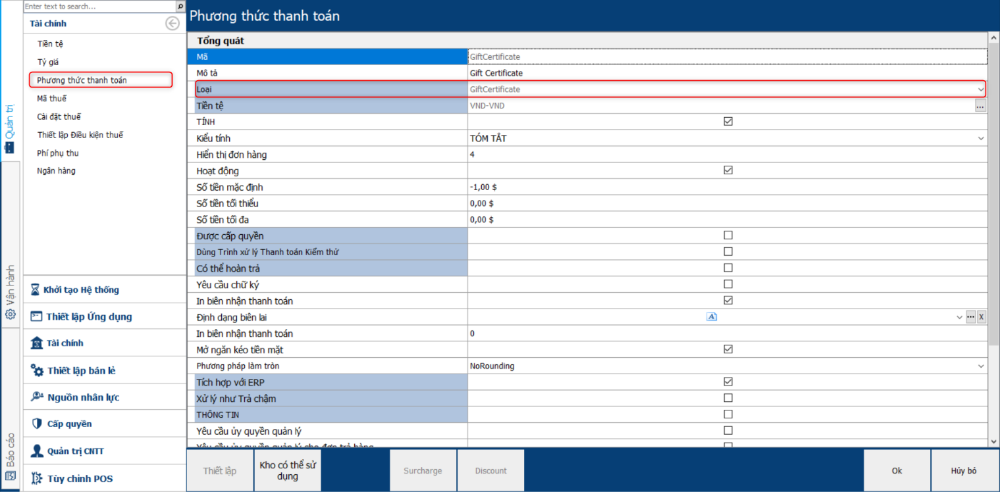 Enter text to search...
Tài chính
Tiền tệ
Tỷ giá
Phương thức thanh toán
Mã thuế
Cài đặt thuế
Thiết lập Điều kiện thuế
Phí phụ thu
Ngân hàng
Khởi tạo Hệ thống
Thiết lập Ứng dụng
Tài chính
Thiết lập bán lẻ
Nguồn nhân lực
Cấp quyền
Quản trị CNTT
Tùy chỉnh POS
Quản trị
Vận hành
Báo cáo
Phương thức thanh toán
Tổng quát
Mã GiftCertificate
Mô tả Gift Certificate
Loại GiftCertificate
Tiền tệ VND-VND ...
TÍNH
Kiểu tính TÓM TẮT
Hiển thị đơn hàng 4
Hoạt động
Số tiền mặc định -1,00 $
Số tiền tối thiểu 0,00 $
Số tiền tối đa 0,00 $
Được cấp quyền
Dùng Trình xử lý Thanh toán Kiểm thử
Có thể hoàn trả
Yêu cầu chữ ký
In biên nhận thanh toán
Định dạng biên lai A ... X
In biên nhận thanh toán 0
Mở ngăn kéo tiền mặt
Phương pháp làm tròn NoRounding
Tích hợp với ERP
Xử lý như Trả chậm
THÔNG TIN
Yêu cầu ủy quyền quản lý
Yêu cầu ủy quyền quản lý cho đơn trả hàng
Thiết lập
Kho có thể sử
dụng
Surcharge
Discount
Ok
Hủy bỏ